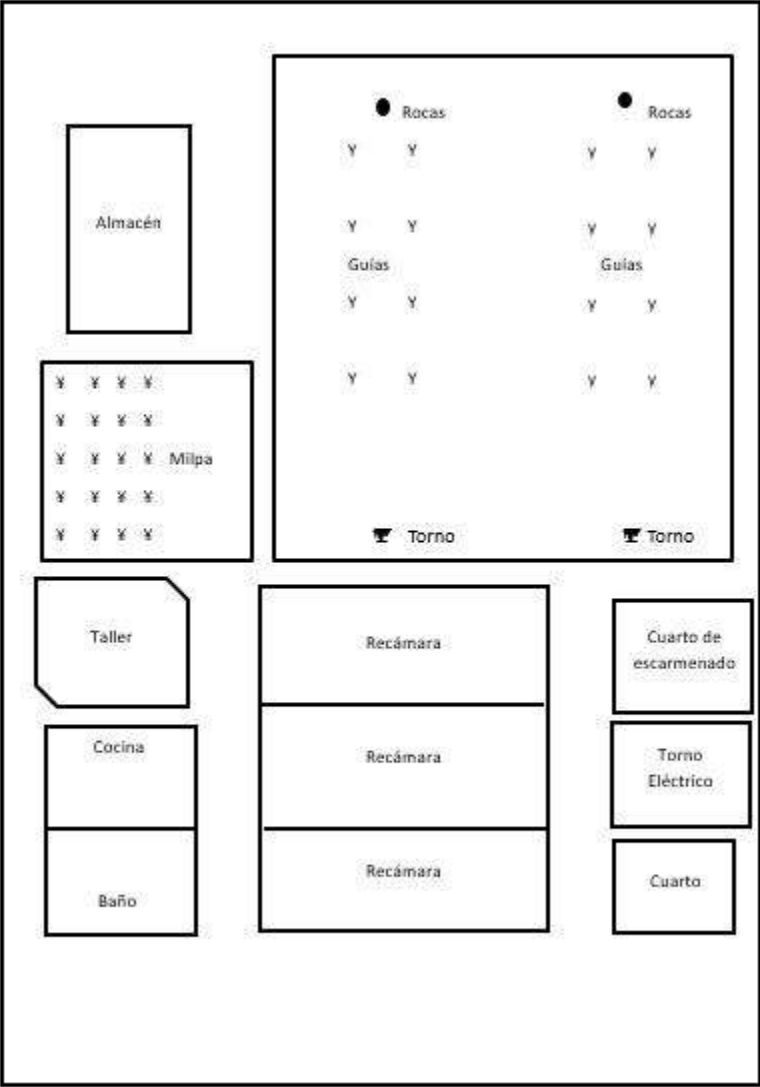 Rocas
Rocas
Y Y y y
Y Y y y
Guías
Guías
Y Y y y
Y Y y y
Torno
Torno
Almacén
¥ ¥ ¥ ¥
¥ ¥ ¥ ¥
¥ ¥ ¥ ¥ Milpa
¥ ¥ ¥ ¥
¥ ¥ ¥ ¥
Taller
Cocina
Baño
Recámara
Recámara
Recámara
Cuarto de
escarmenado
Torno
Eléctrico
Cuarto